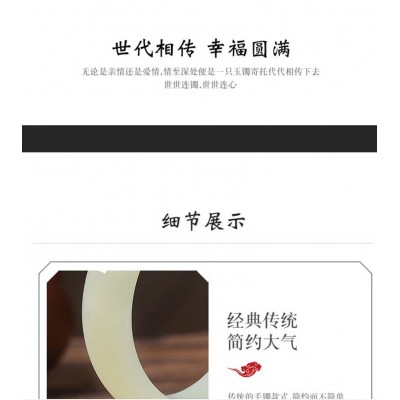 世代相传 幸福圆满
无论是亲情还是爱情,情至深处便是一只玉镯寄托代代相传下去
世世连镯,世世连心
细节展示
经典传统
简约大气
传统的手镯款式,简约而不简单